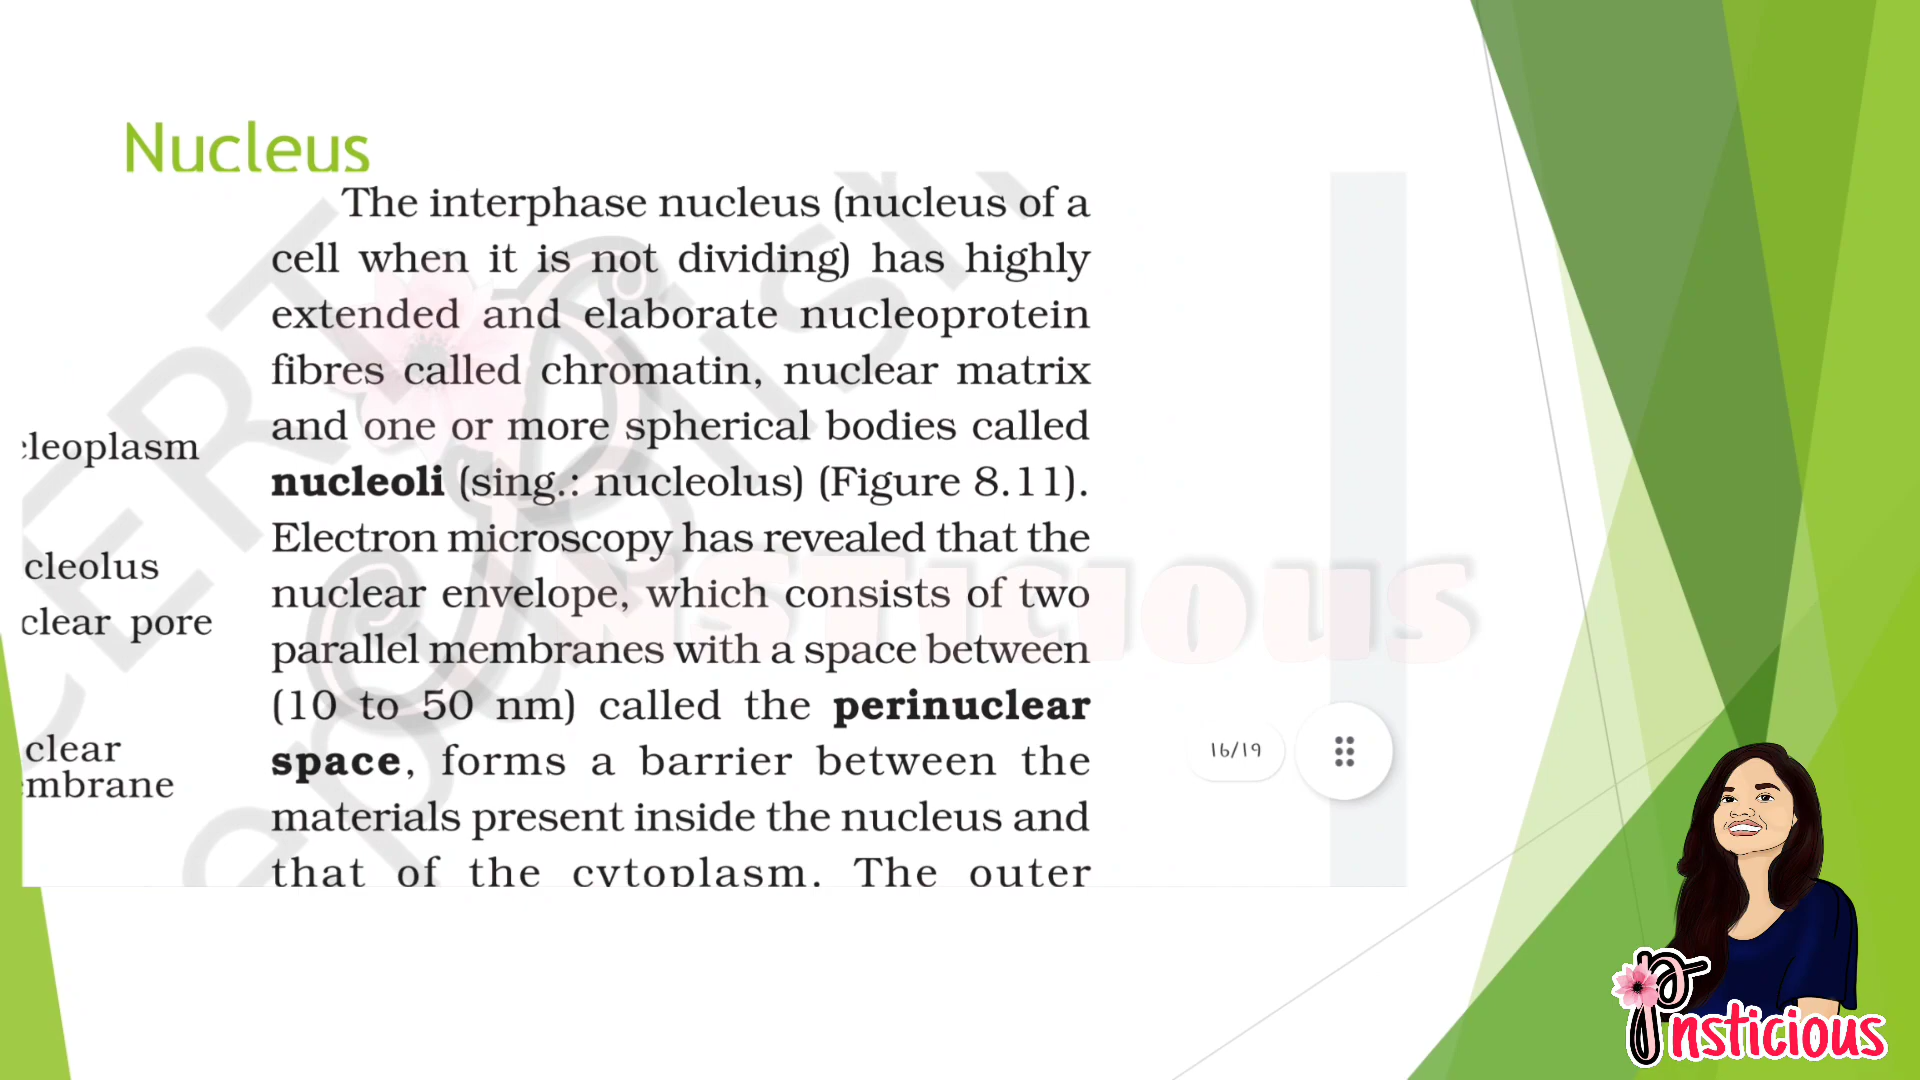 Nucleus
The interphase nucleus (nucleus of a
cell when it is not dividing) has highly
extended and elaborate nucleoprotein
fibres called chromatin, nuclear matrix
and one or more spherical bodies called
nucleoli (sing.: nucleolus) (Figure 8.11).
Electron microscopy has revealed that the
nuclear envelope, which consists of two
parallel membranes with a space between
(10 to 50 nm) called the perinuclear
space, forms a barrier between the
materials present inside the nucleus and
that of the cytoplasm. The outer
cleoplasm
cleolus
clear pore
clear
mbrane
16/19
NSTICIOUS
nsticious